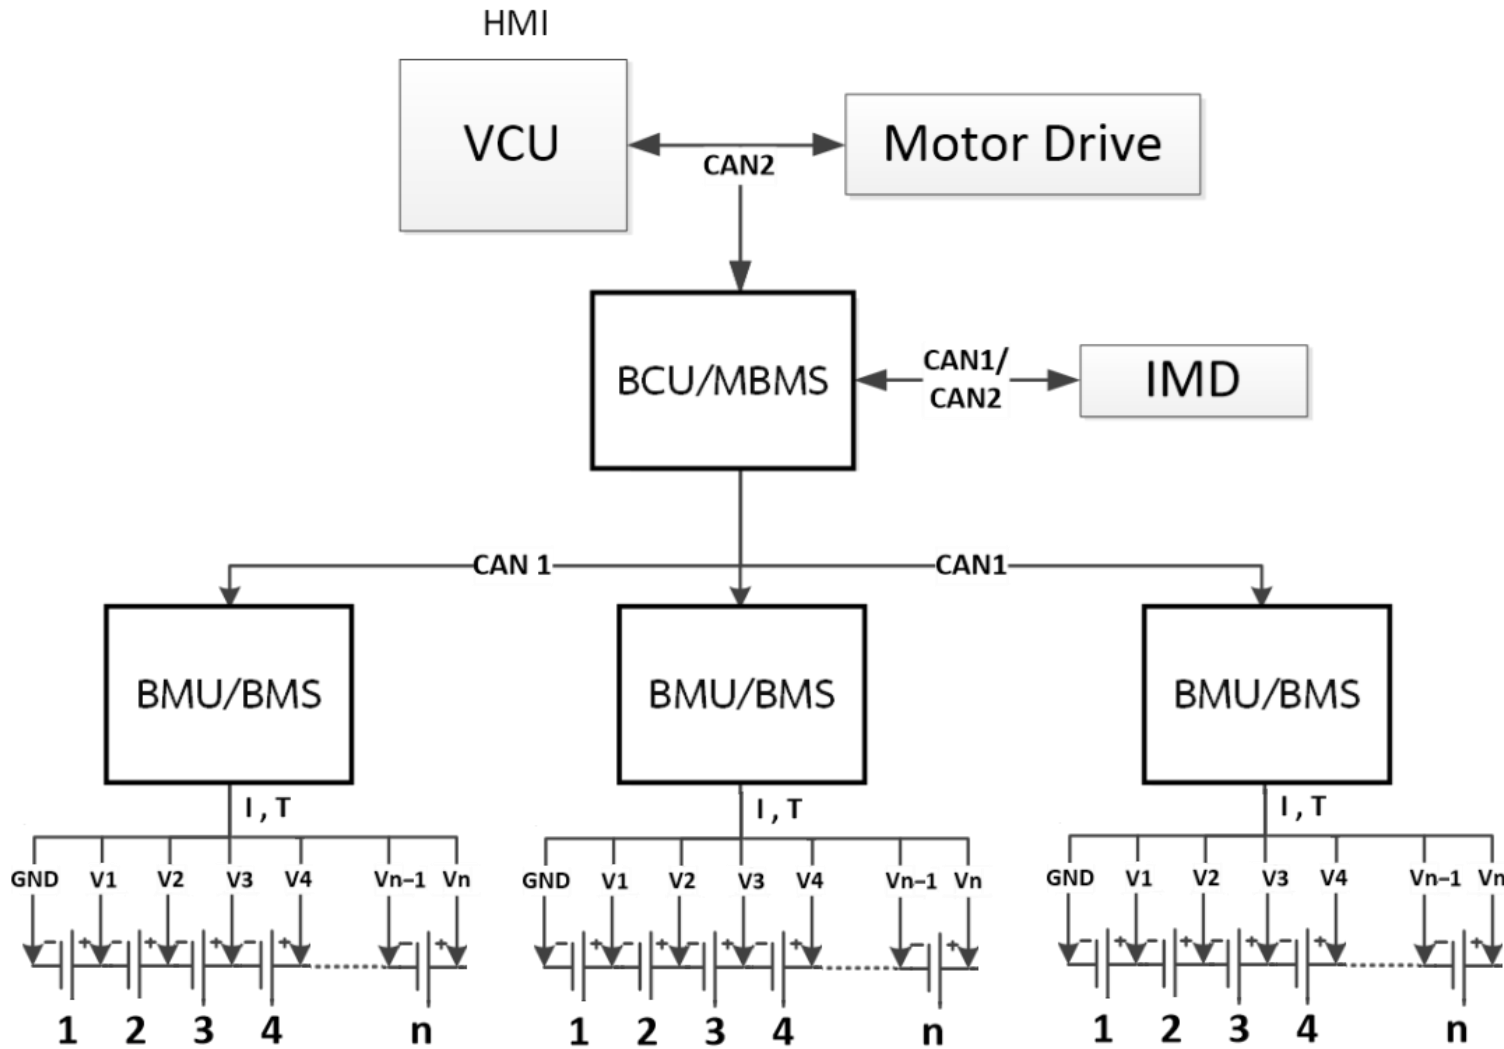 HMI
VCU
Motor Drive
CAN2
BCU/MBMS
CAN1/
CAN2
IMD
CAN 1
CAN1
BMU/BMS
BMU/BMS
BMU/BMS
I , T
I , T
I , T
GND V1 V2 V3 V4 Vn-1 Vn
GND V1 V2 V3 V4 Vn-1 Vn
GND V1 V2 V3 V4 Vn-1 Vn
- + - + - + - - +
- + - + - + - - +
- + - + - + - - +
1 2 3 4 n
1 2 3 4 n
1 2 3 4 n